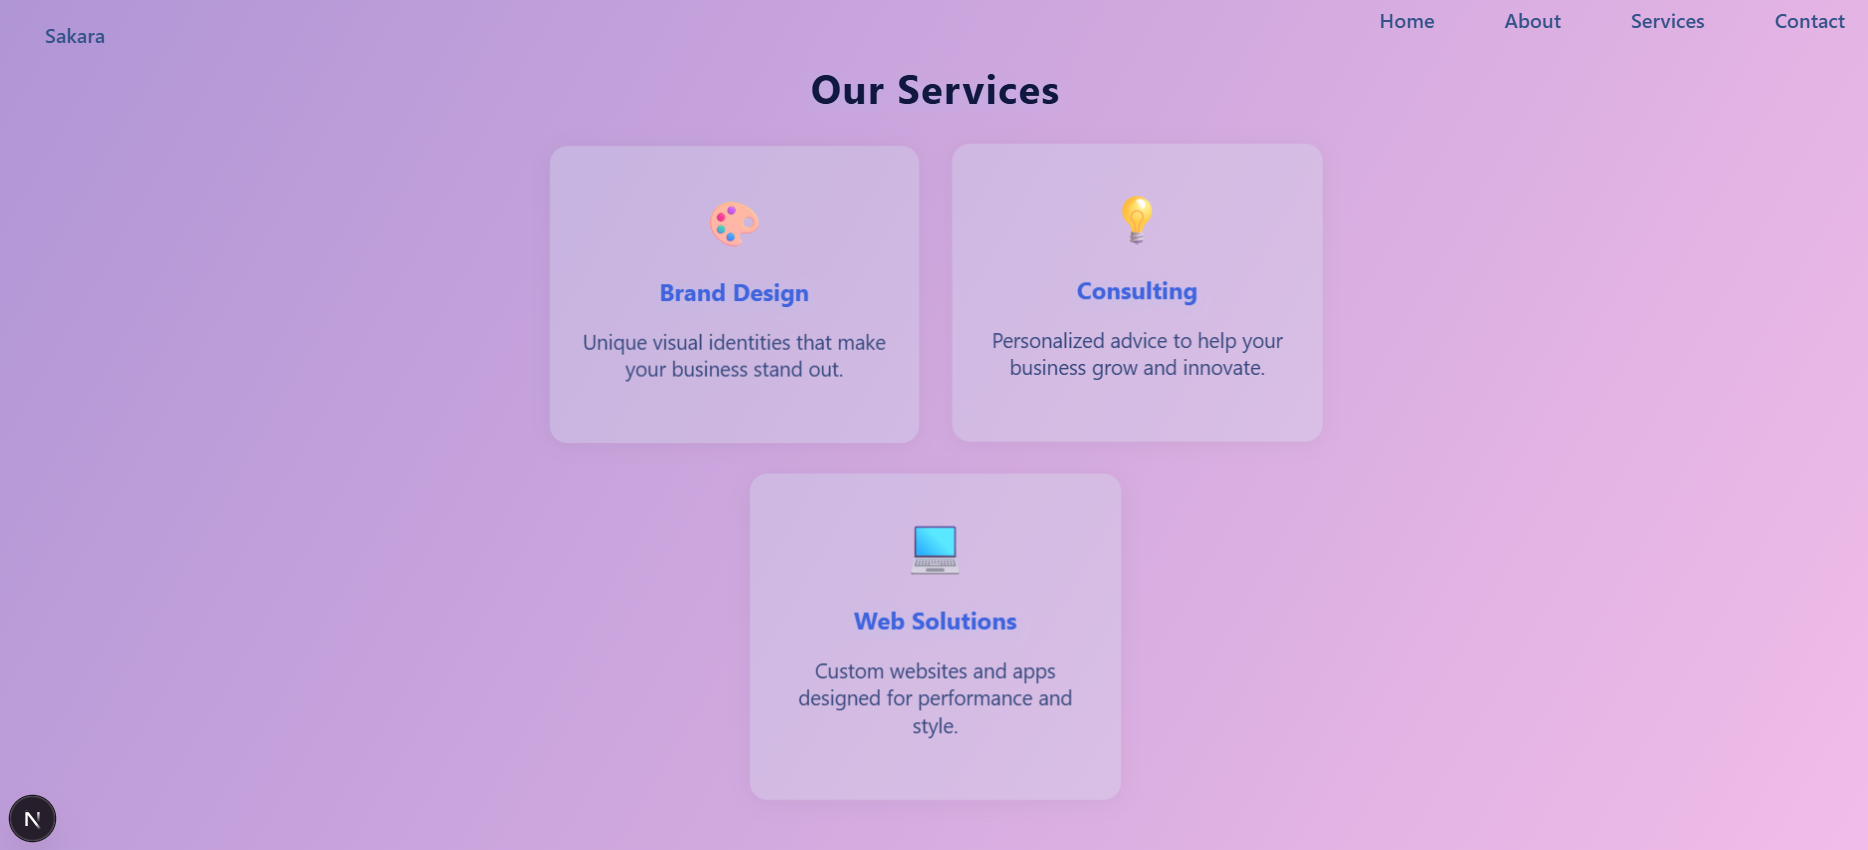 Sakara
Home
About
Services
Contact
Our Services
Brand Design
Unique visual identities that make
your business stand out.
Consulting
Personalized advice to help your
business grow and innovate.
Web Solutions
Custom websites and apps
designed for performance and
style.
N